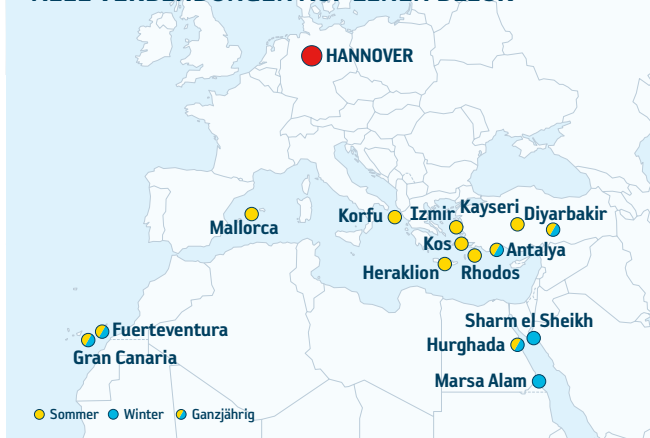 HANNOVER
Korfu
Izmir
Kayseri
Diyarbakir
Mallorca
Kos
Antalya
Heraklion
Rhodos
Sharm el Sheikh
Fuerteventura
Hurghada
Gran Canaria
Marsa Alam
Sommer Winter Ganzjährig